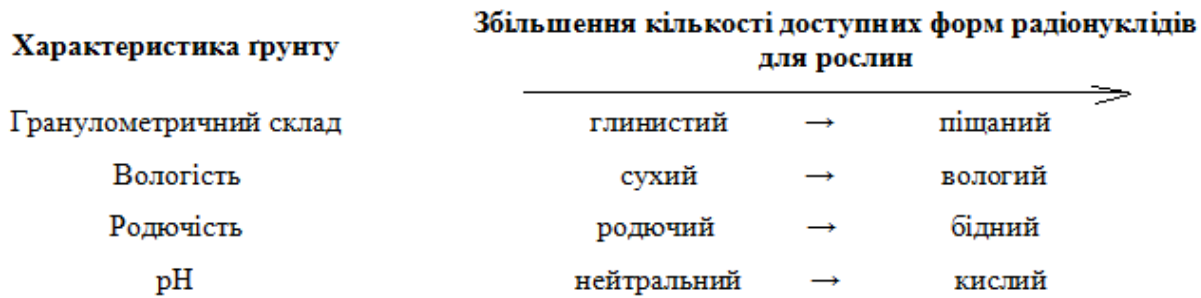 Характеристика ґрунту
Збільшення кількості доступних форм радіонуклідів
для рослин
Гранулометричний склад глинистий → піщаний
Вологість сухий → вологий
Родючість родючий → бідний
pH нейтральний → кислий